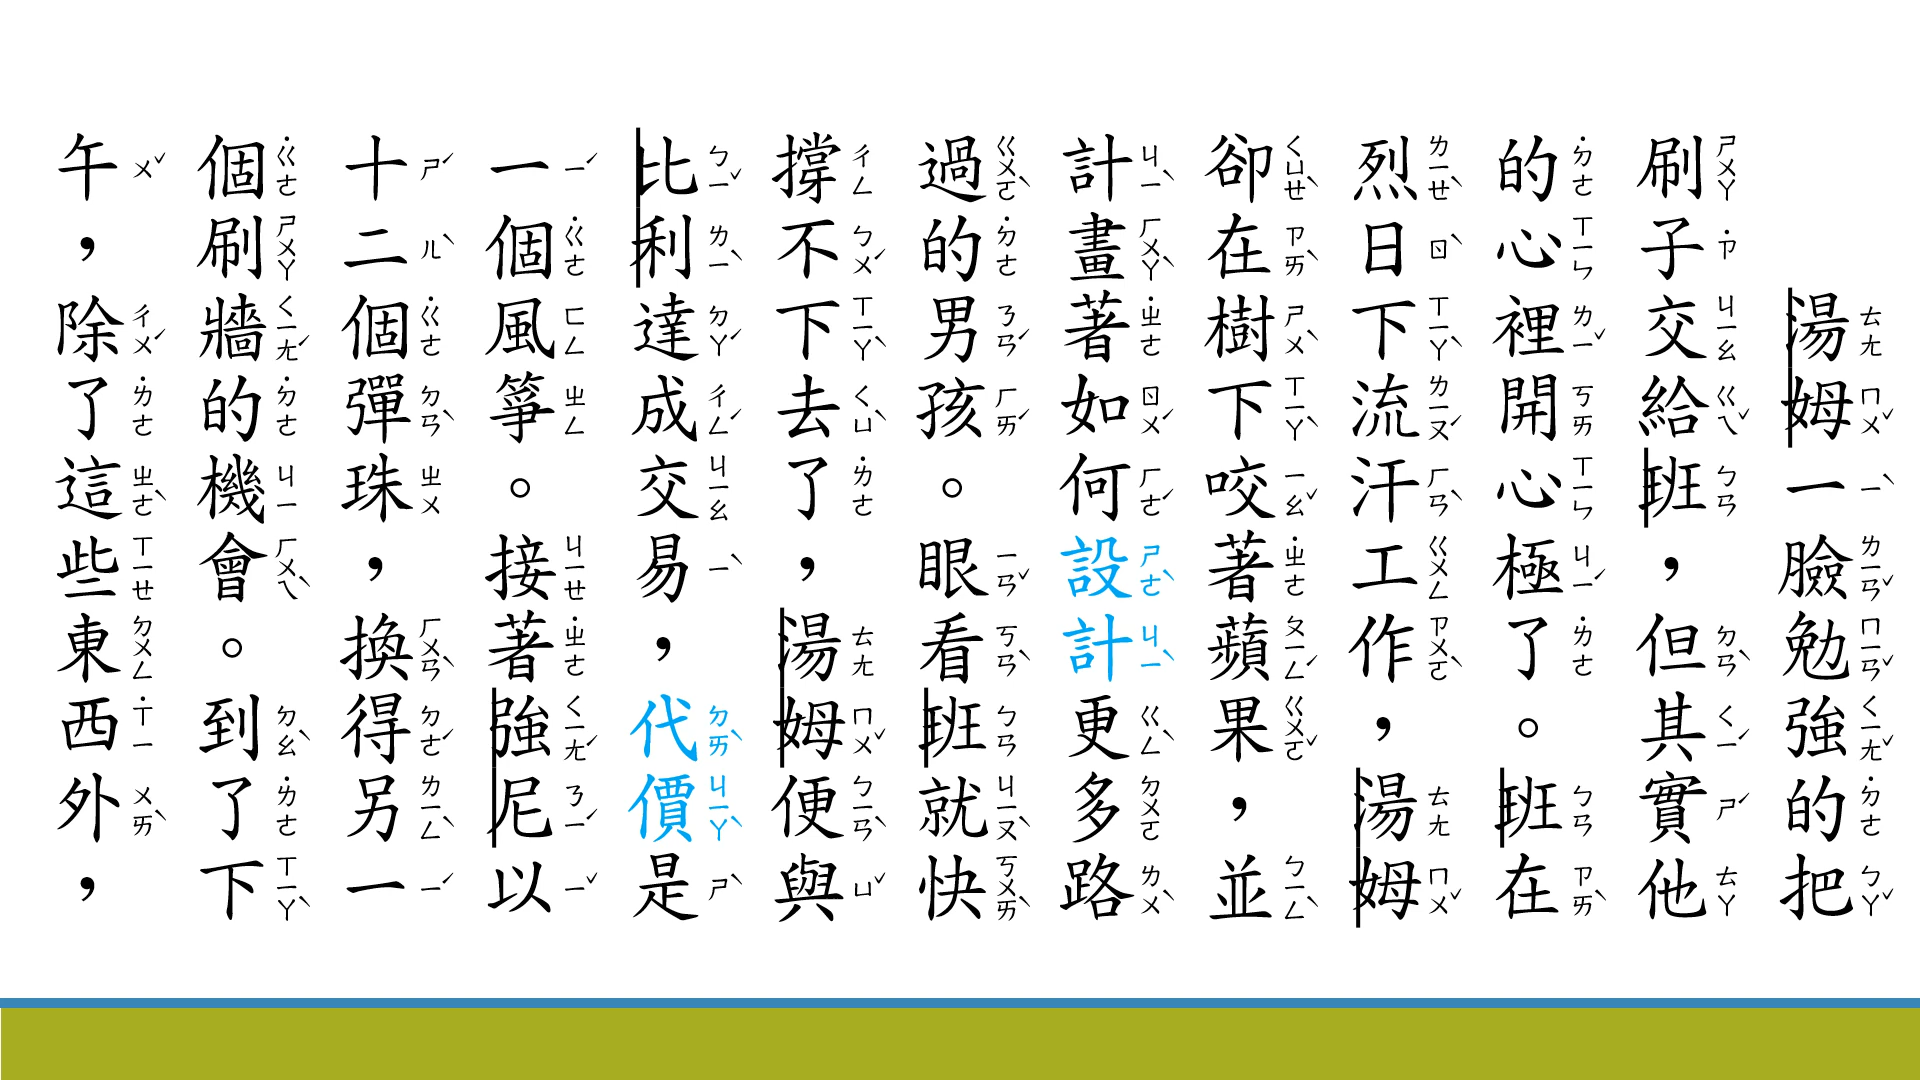 湯姆一臉勉強的把
刷子交給班，但其實他
的心裡開心極了。班在
烈日下流汗工作，湯姆
卻在樹下咬著蘋果，並
計畫著如何設計更多路
過的男孩。眼看班就快
撐不下去了，湯姆便與
比利達成交易，代價是
一個風箏。接著強尼以
十二個彈珠，換得另一
個刷牆的機會。到了下
午，除了這些東西外，